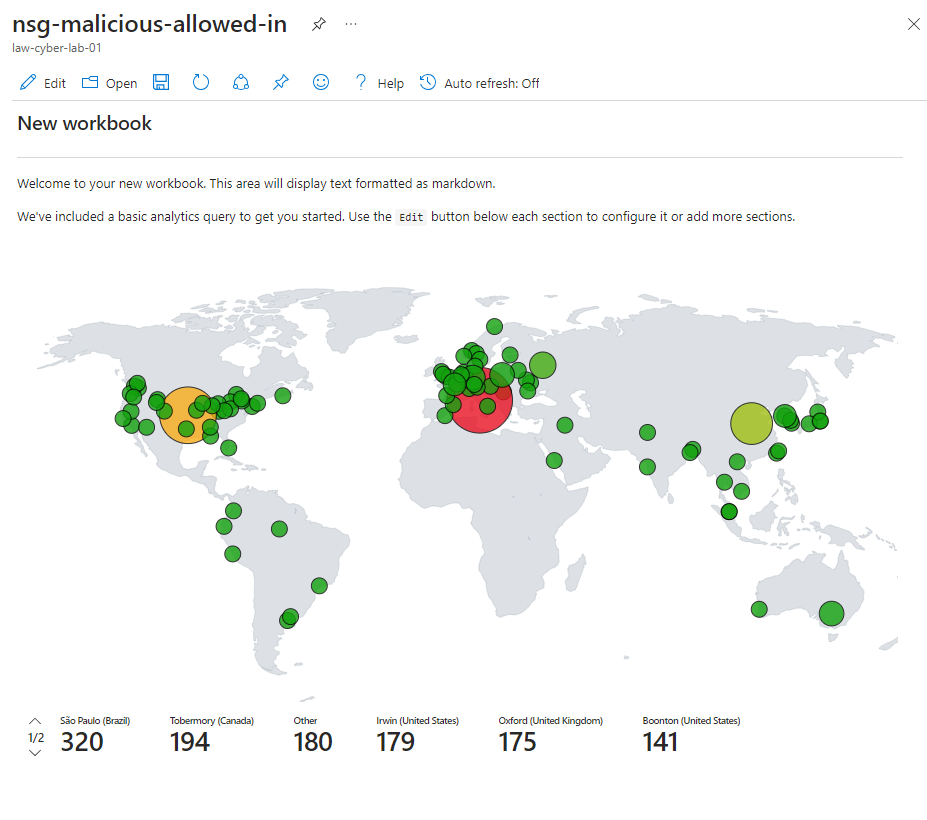 nsg-malicious-allowed-in
law-cyber-lab-01
Edit Open Help Auto refresh: Off
New workbook
Welcome to your new workbook. This area will display text formatted as markdown.
We've included a basic analytics query to get you started. Use the Edit button below each section to configure it or add more sections.
São Paulo (Brazil) Tobermory (Canada) Other Irwin (United States) Oxford (United Kingdom) Boonton (United States)
1/2 320 194 180 179 175 141